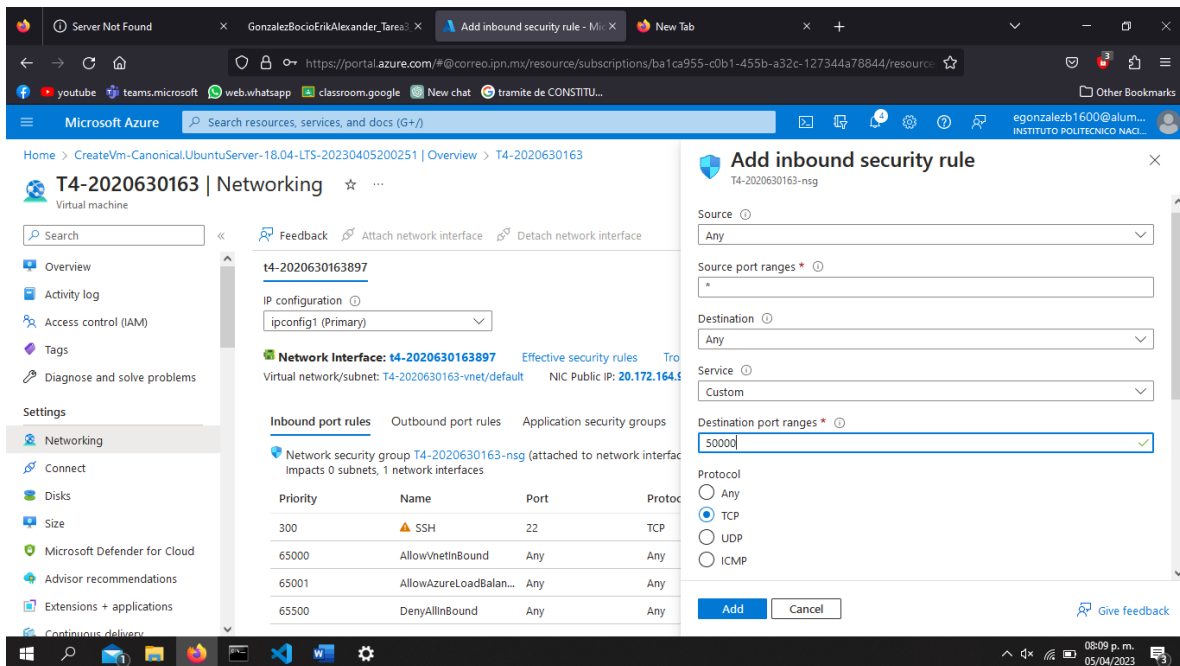 Server Not Found
GonzalezBocioErikAlexander_Tarea3
Add inbound security rule - Mic
New Tab
https://portal.azure.com/#@correo.ipn.mx/resource/subscriptions/ba1ca955-c0b1-455b-a32c-127344a78844/resource
3
youtube teams.microsoft web.whatsapp classroom.google New chat tramite de CONSTITU... Other Bookmarks
Microsoft Azure
Search resources, services, and docs (G+/)
4
egonzalezb1600@alum...
INSTITUTO POLITECNICO NACI...
Home > CreateVm-Canonical.UbuntuServer-18.04-LTS-20230405200251 | Overview > T4-2020630163
T4-2020630163 | Networking
Virtual machine
Search
Overview
Activity log
Access control (IAM)
Tags
Diagnose and solve problems
Settings
Networking
Connect
Disks
Size
Microsoft Defender for Cloud
Advisor recommendations
Extensions + applications
Continuous delivery
Feedback Attach network interface Detach network interface
t4-2020630163897
IP configuration
ipconfig1 (Primary)
Network Interface: t4-2020630163897 Effective security rules Tro
Virtual network/subnet: T4-2020630163-vnet/default NIC Public IP: 20.172.164.9
Inbound port rules Outbound port rules Application security groups
Network security group T4-2020630163-nsg (attached to network interfac
Impacts 0 subnets, 1 network interfaces
Priority Name Port Protoc
300 SSH 22 TCP
65000 AllowVnetInBound Any Any
65001 AllowAzureLoadBalan... Any Any
65500 DenyAllInBound Any Any
Add inbound security rule
T4-2020630163-nsg
Source
Any
Source port ranges *
*
Destination
Any
Service
Custom
Destination port ranges *
50000
Protocol
Any
TCP
UDP
ICMP
Add Cancel Give feedback
1
08:09 p. m.
05/04/2023
3